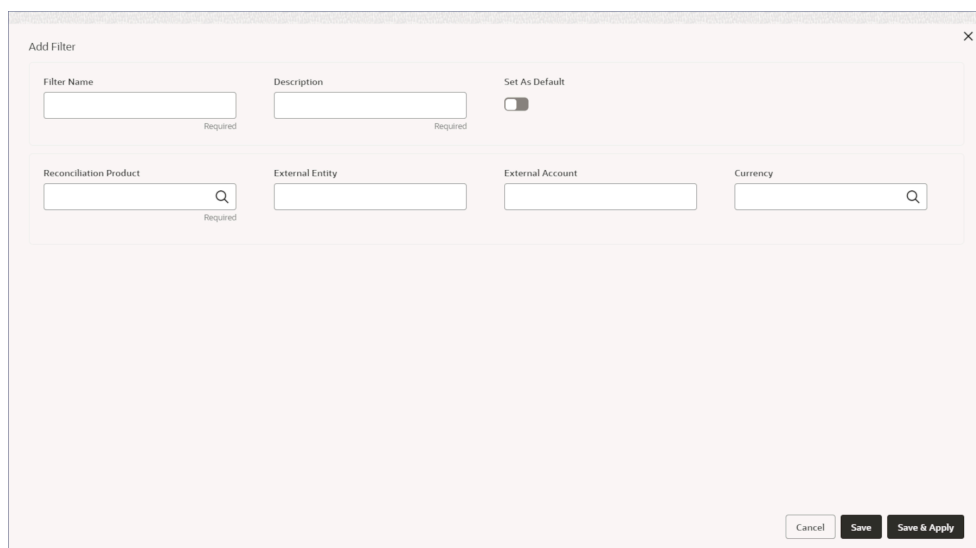 Add Filter
Filter Name Description Set As Default
Required Required
Reconciliation Product External Entity External Account Currency
Required
Cancel Save Save & Apply